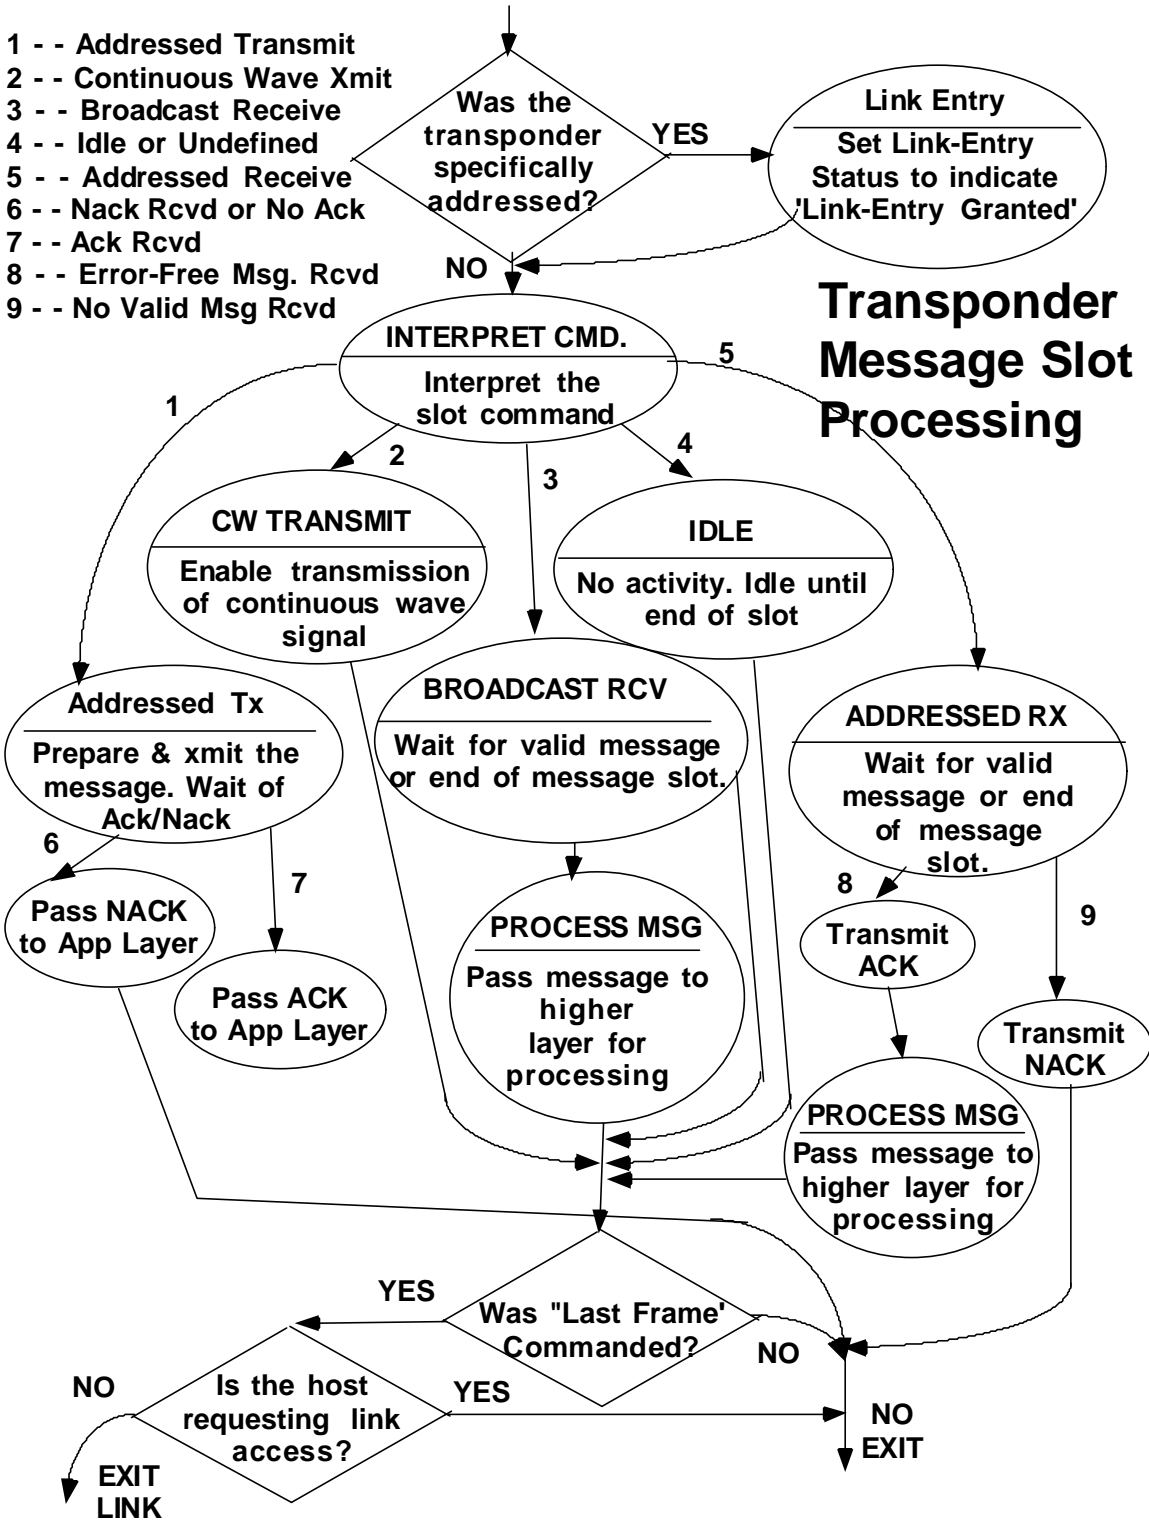 1 - - Addressed Transmit
2 - - Continuous Wave Xmit
3 - - Broadcast Receive
4 - - Idle or Undefined
5 - - Addressed Receive
6 - - Nack Rcvd or No Ack
7 - - Ack Rcvd
8 - - Error-Free Msg. Rcvd
9 - - No Valid Msg Rcvd
Was the
transponder
specifically
addressed?
YES
NO
Link Entry
Set Link-Entry
Status to indicate
'Link-Entry Granted'
Transponder
Message Slot
Processing
INTERPRET CMD.
Interpret the
slot command
1
2
3
4
5
CW TRANSMIT
Enable transmission
of continuous wave
signal
IDLE
No activity. Idle until
end of slot
Addressed Tx
Prepare & xmit the
message. Wait of
Ack/Nack
BROADCAST RCV
Wait for valid message
or end of message slot.
ADDRESSED RX
Wait for valid
message or end
of message
slot.
6
7
8
9
Pass NACK
to App Layer
Pass ACK
to App Layer
PROCESS MSG
Pass message to
higher
layer for
processing
Transmit
ACK
Transmit
NACK
PROCESS MSG
Pass message to
higher layer for
processing
Was "Last Frame'
Commanded?
YES
NO
Is the host
requesting link
access?
NO
YES
EXIT
LINK
NO
EXIT